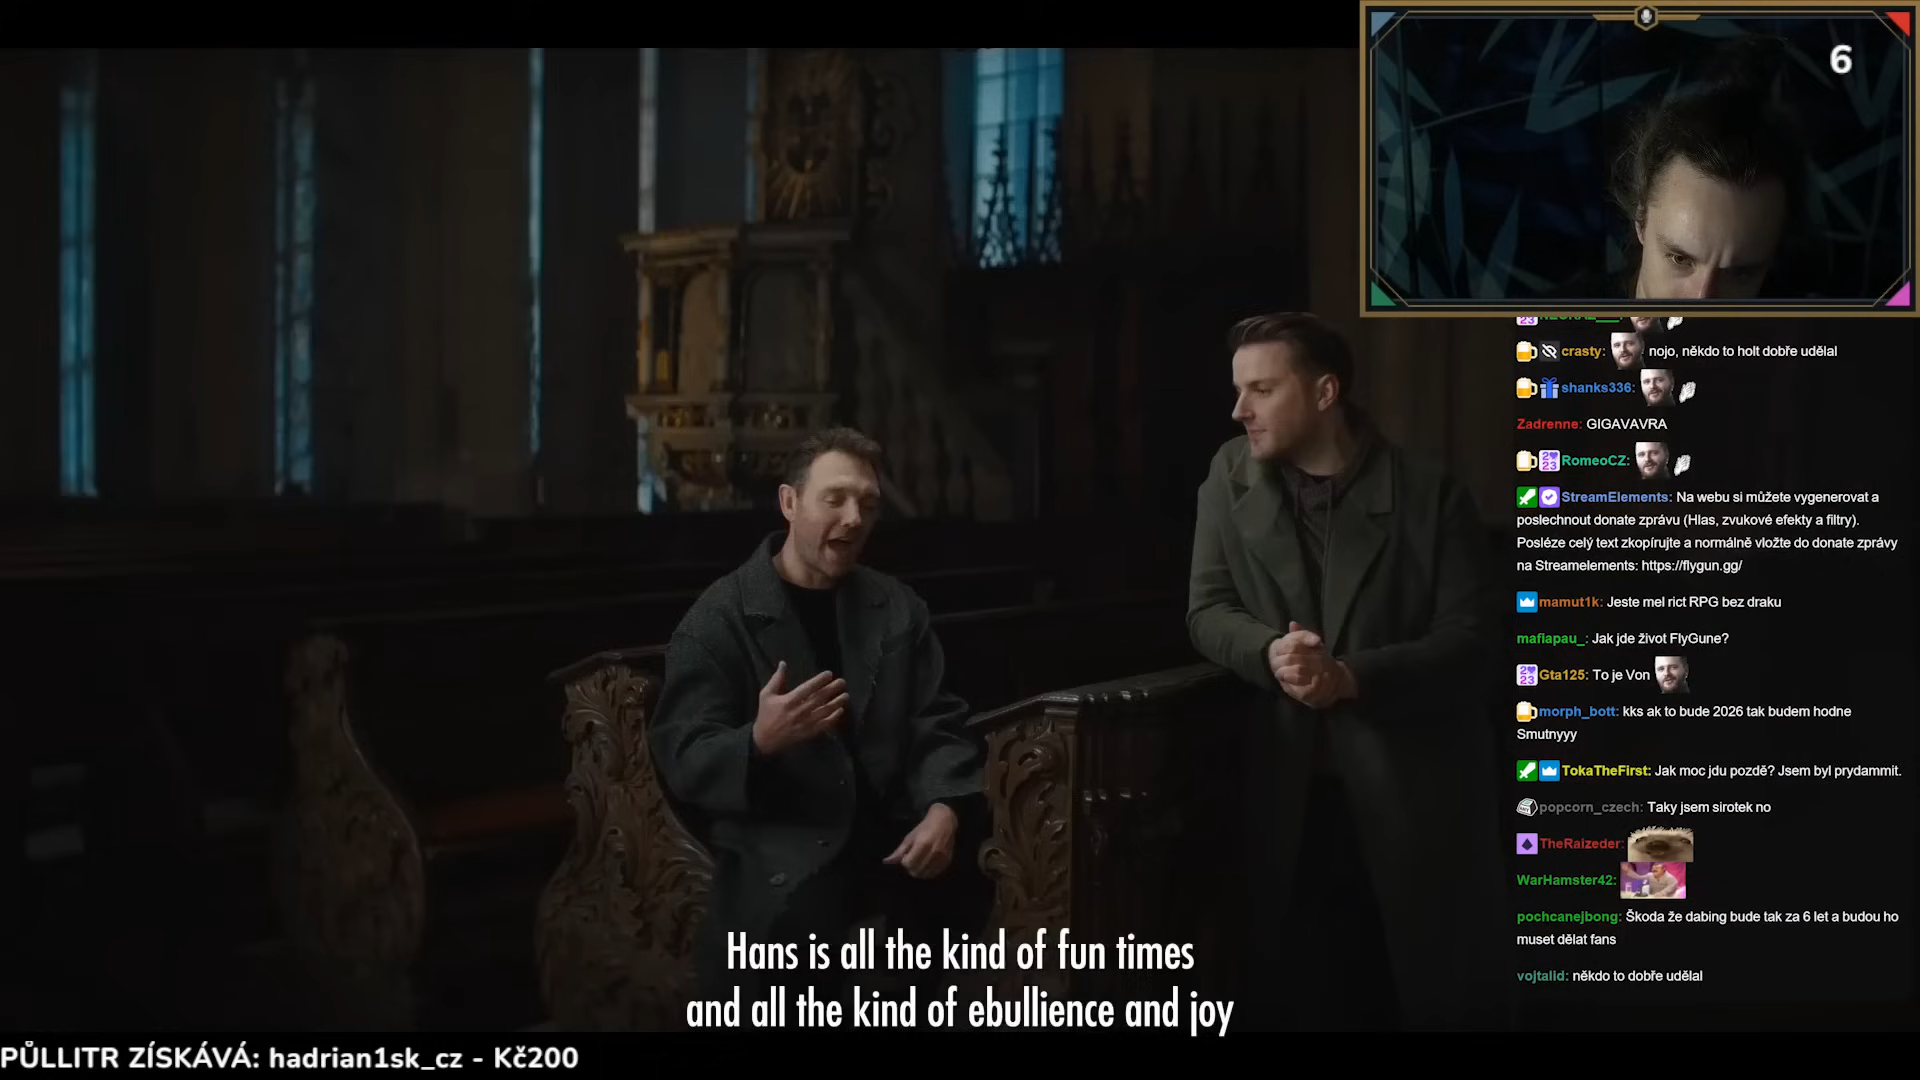 6
crasty: nojo, někdo to holt dobře udělal
shanks336:
Zadrenne: GIGAVAVRA
RomeoCZ:
StreamElements: Na webu si můžete vygenerovat a
poslechnout donate zprávu (Hlas, zvukové efekty a filtry).
Posléze celý text zkopírujte a normálně vložte do donate zprávy
na Streamelements: https://flygun.gg/
mamut1k: Jeste mel rict RPG bez draku
mafiapau_: Jak jde život FlyGune?
Gta125: To je Von
morph_bott: kks ak to bude 2026 tak budem hodne
Smutnyyy
TokaTheFirst: Jak moc jdu pozdě? Jsem byl prydammit.
popcorn_czech: Taky jsem sirotek no
TheRaizeder:
WarHamster42:
pochcanejbong: Škoda že dabing bude tak za 6 let a budou ho
muset dělat fans
vojtalid: někdo to dobře udělal
Hans is all the kind of fun times
and all the kind of ebullience and joy
PŮLLITR ZÍSKÁVÁ: hadrian1sk_cz - Kč200